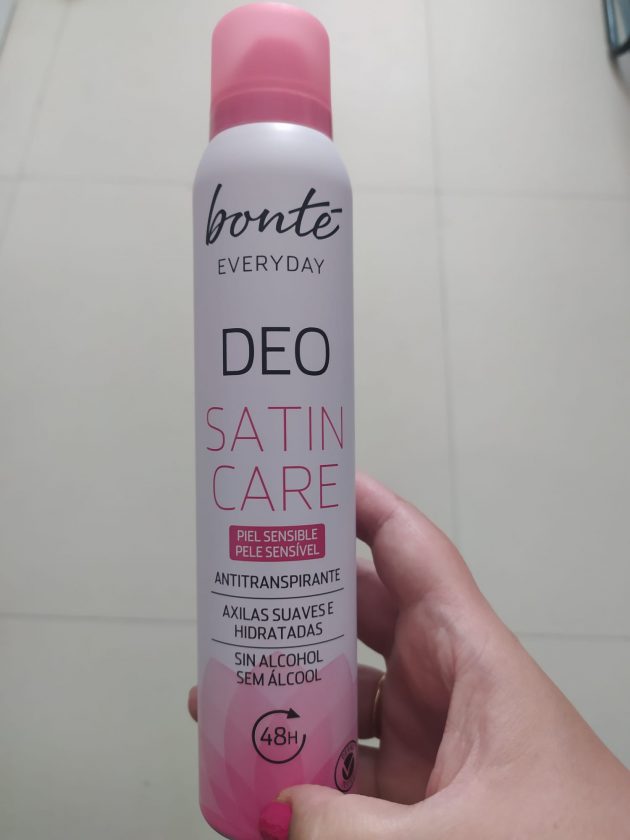 bonté
EVERYDAY
DEO
SATIN
CARE
PIEL SENSIBLE
PELE SENSÍVEL
ANTITRANSPIRANTE
AXILAS SUAVES E
HIDRATADAS
SIN ALCOHOL
SEM ÁLCOOL
48H